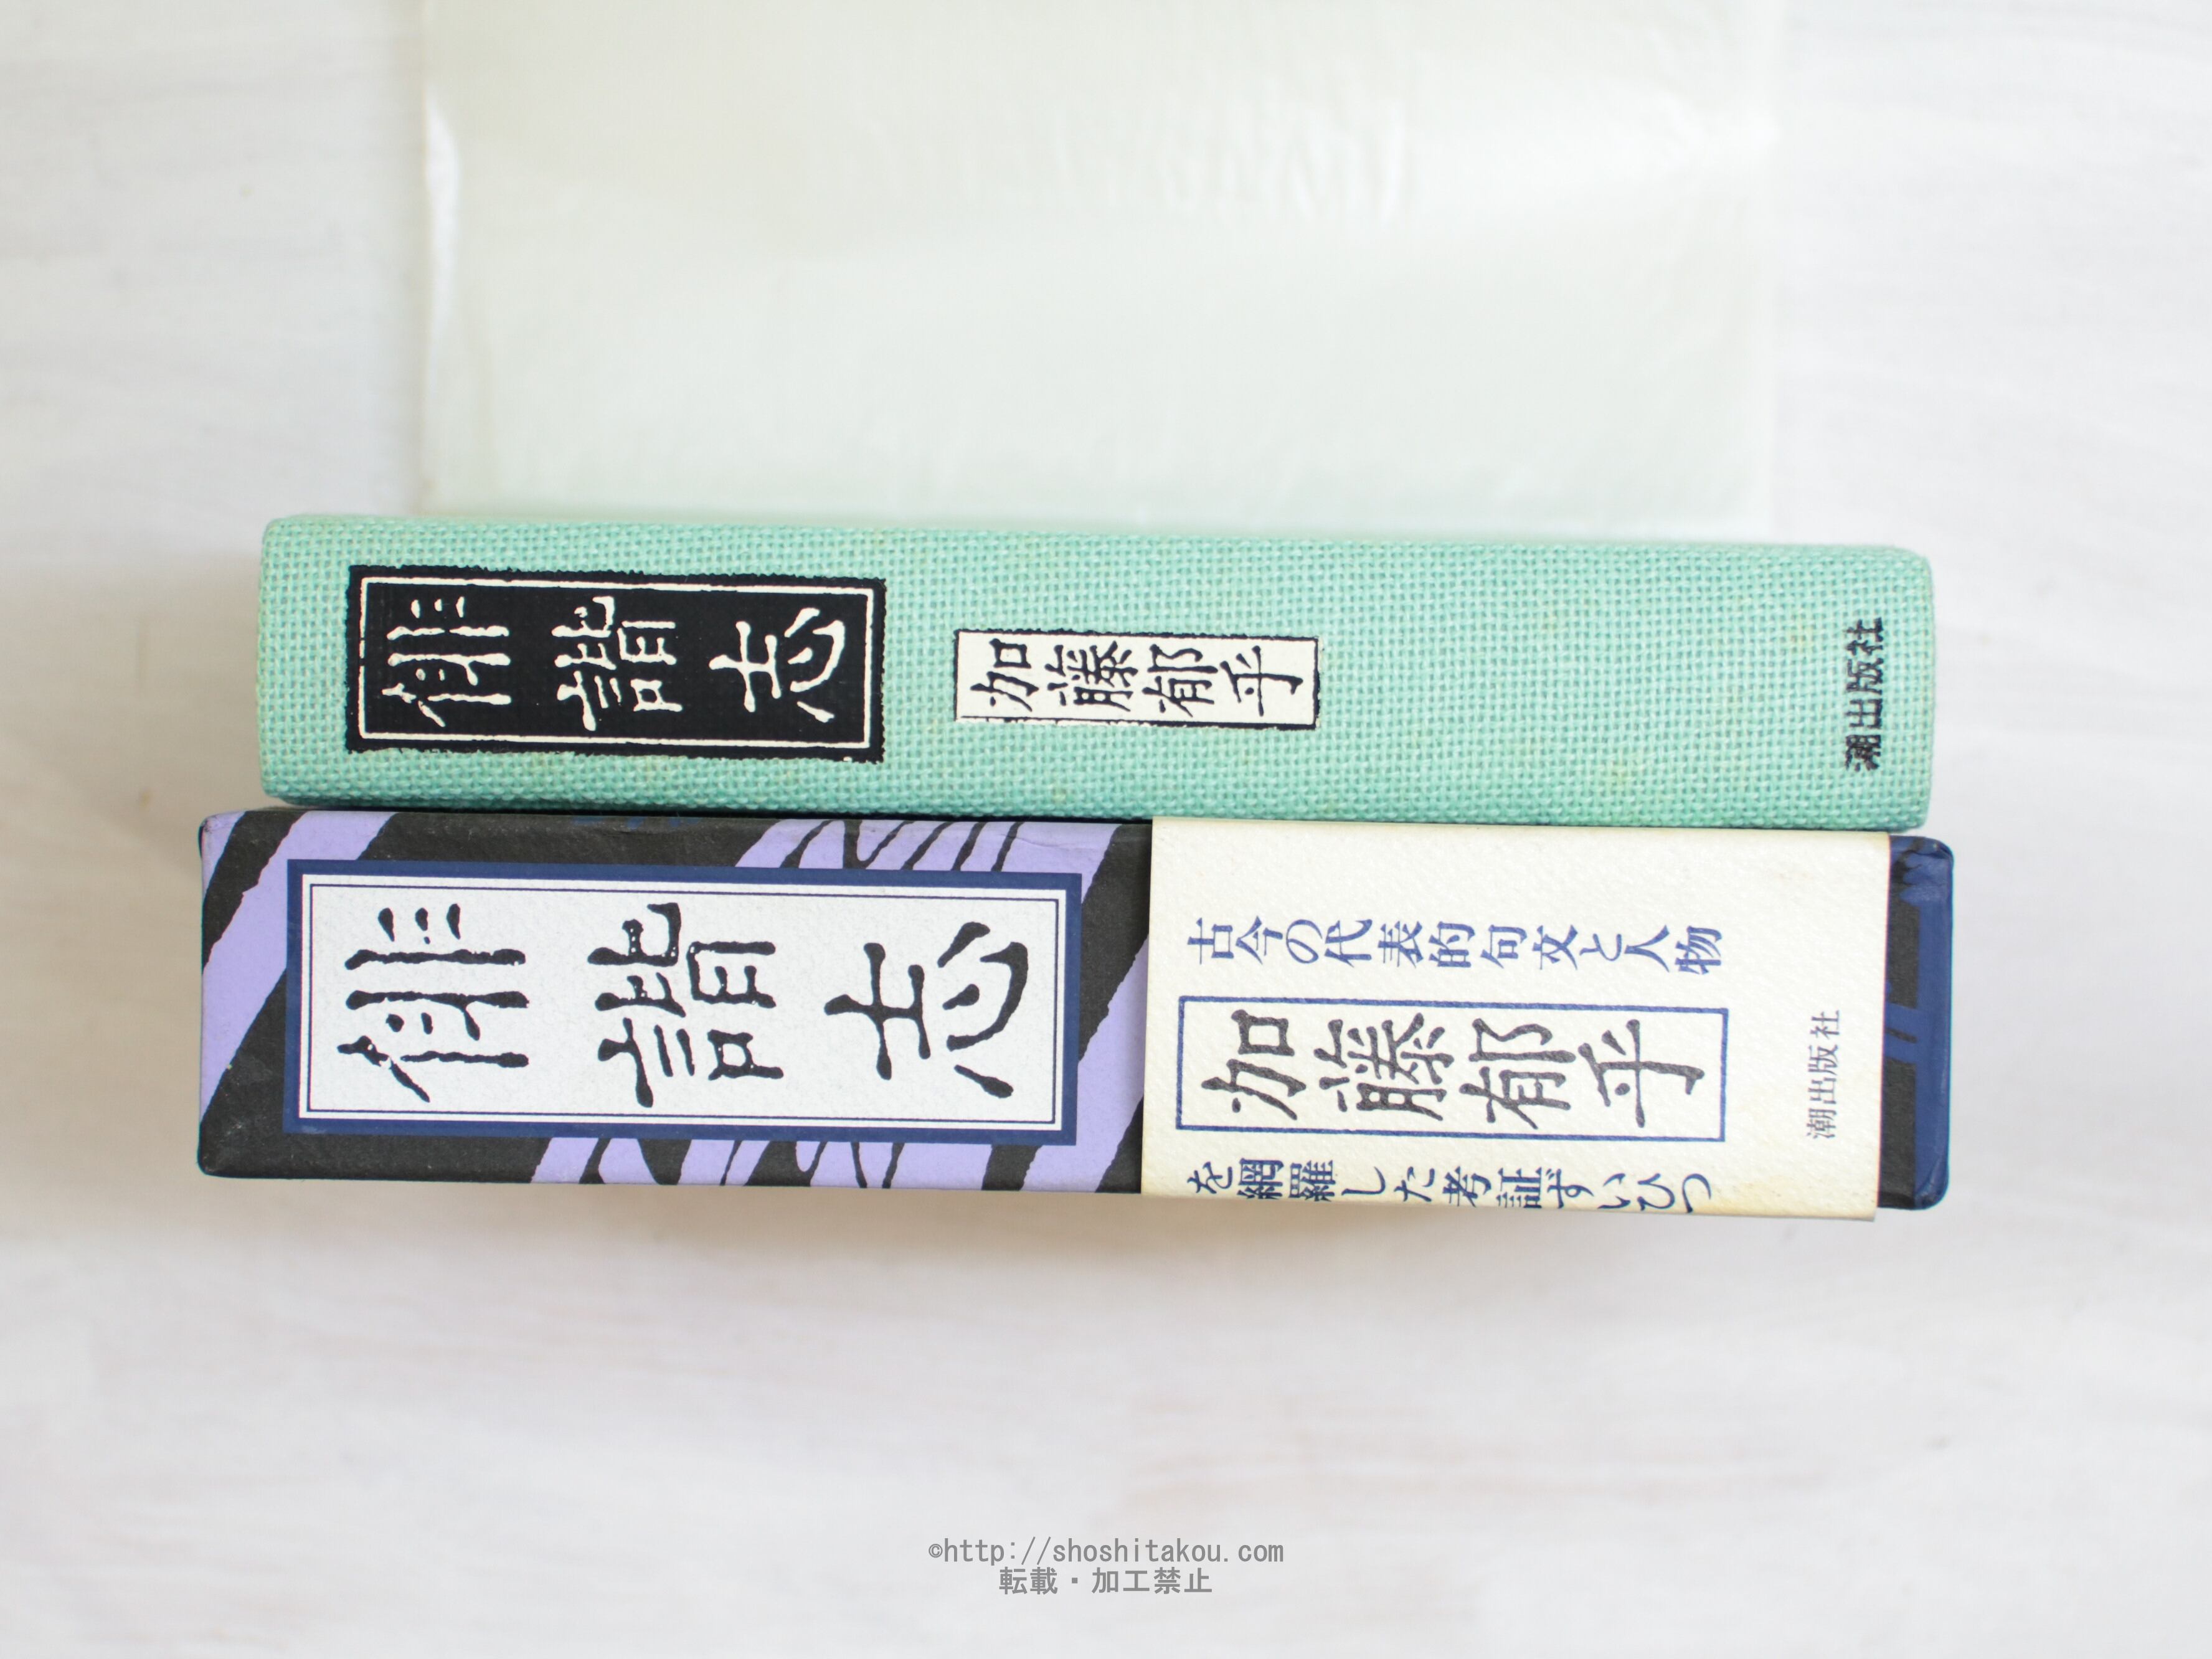 俳諧志
加藤郁乎
潮出版社
俳諧志
古今の代表的句文と人物
加藤郁乎
を網羅した考証ずいひつ
潮出版社
©http://shoshitakou.com
転載・加工禁止